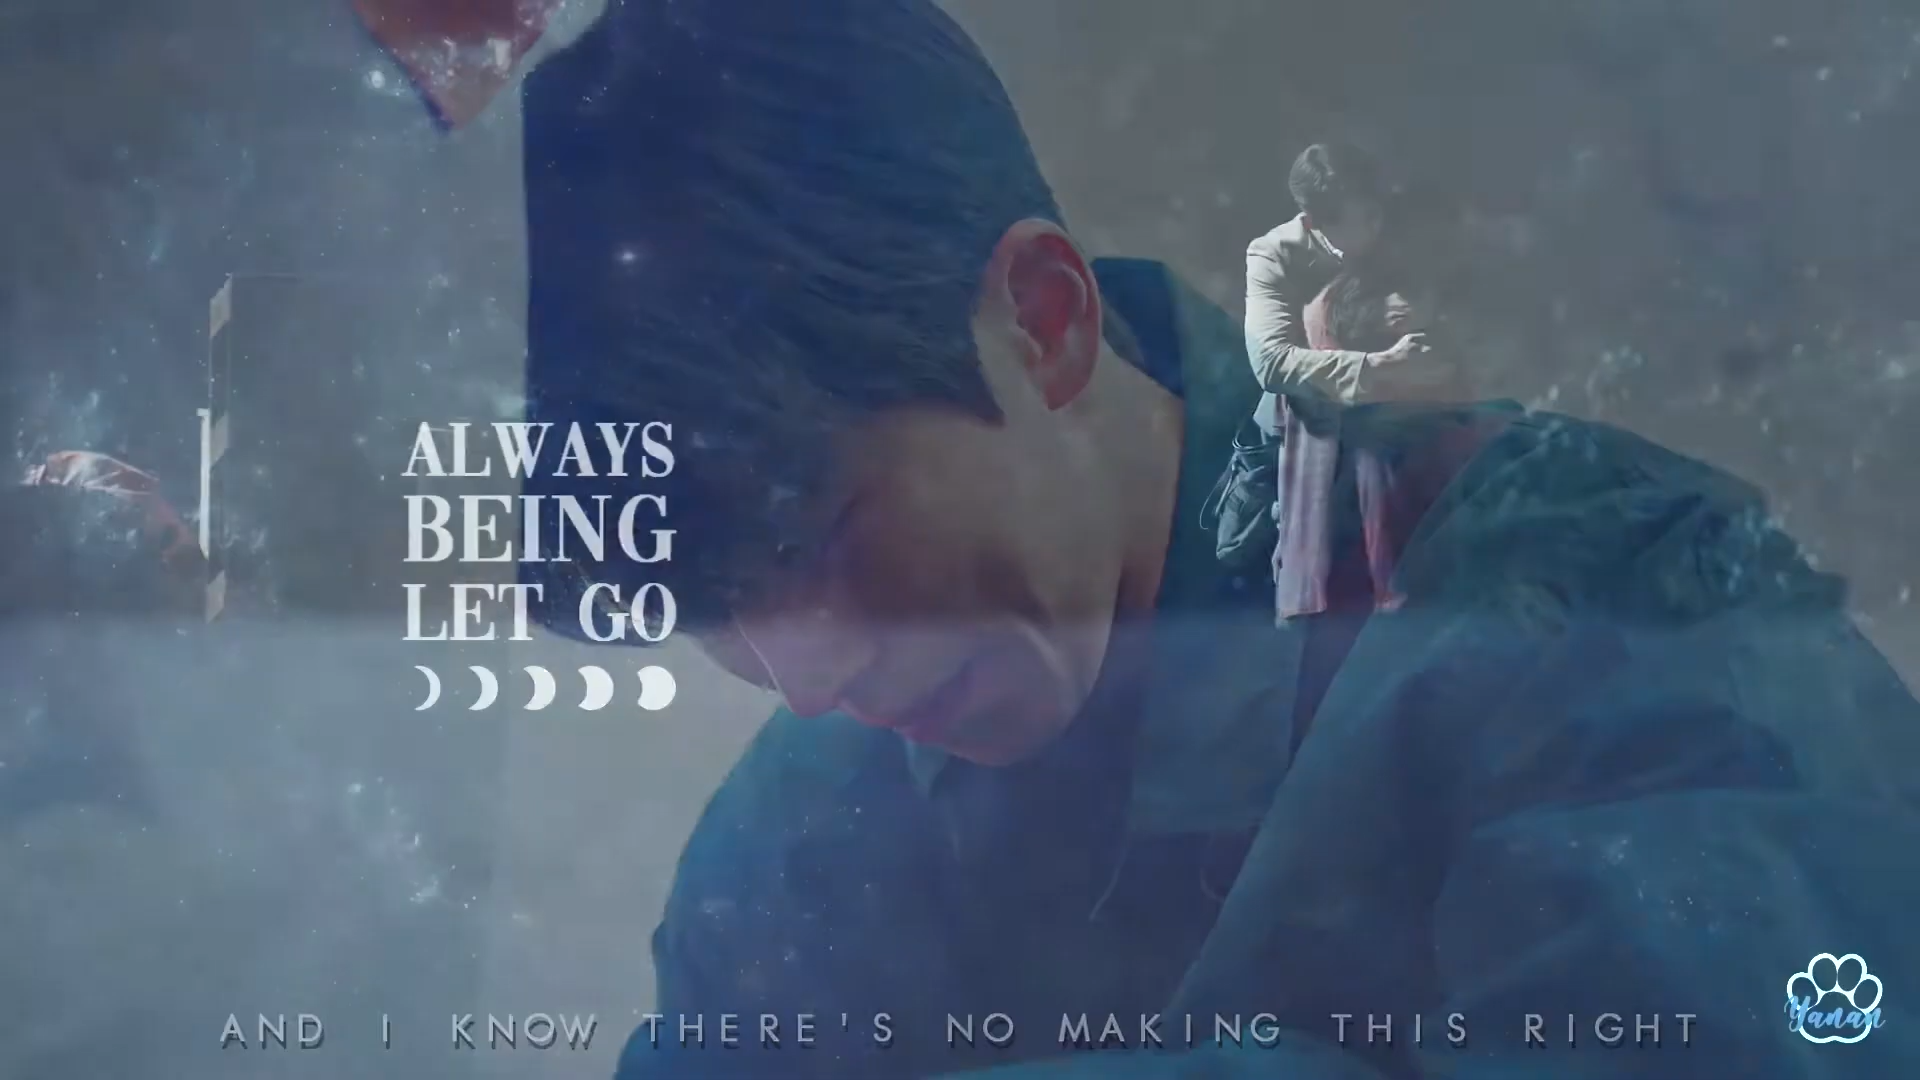 ALWAYS
BEING
LET GO
AND I KNOW THERE'S NO MAKING THIS RIGHT
Yanan